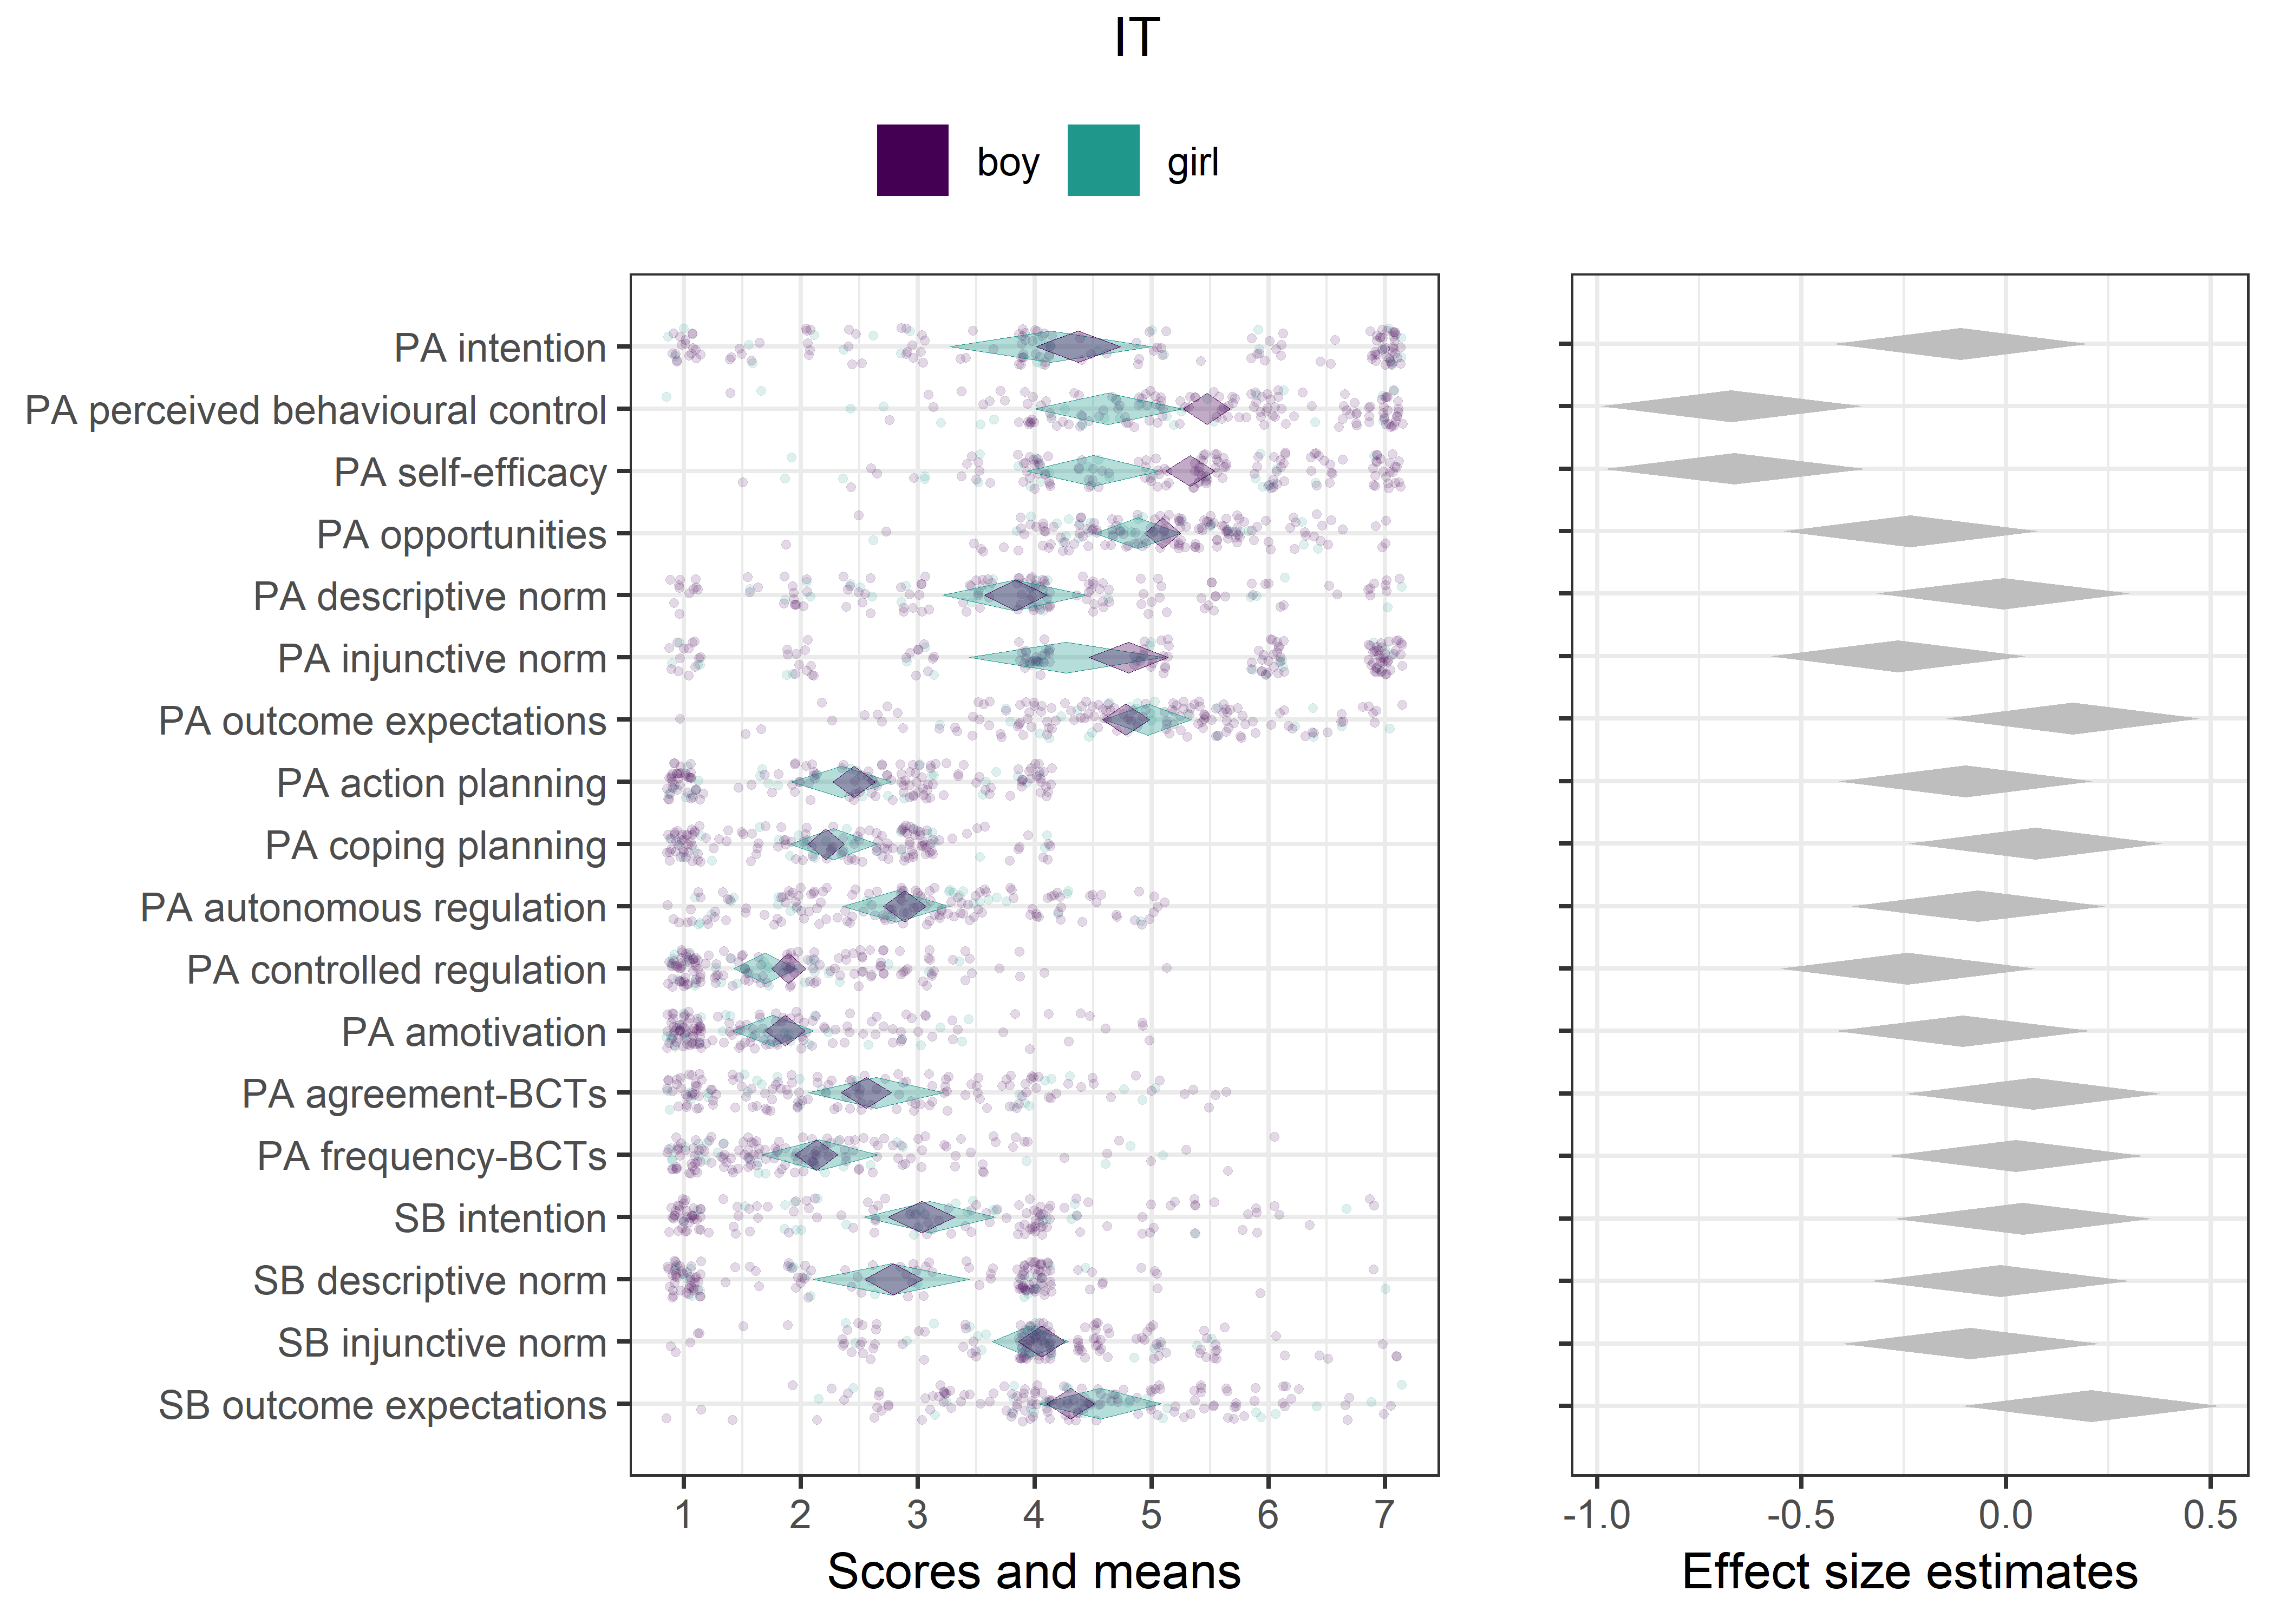 IT
boy girl
PA intention
PA perceived behavioural control
PA self-efficacy
PA opportunities
PA descriptive norm
PA injunctive norm
PA outcome expectations
PA action planning
PA coping planning
PA autonomous regulation
PA controlled regulation
PA amotivation
PA agreement-BCTs
PA frequency-BCTs
SB intention
SB descriptive norm
SB injunctive norm
SB outcome expectations
1 2 3 4 5 6 7
Scores and means
-1.0 -0.5 0.0 0.5
Effect size estimates